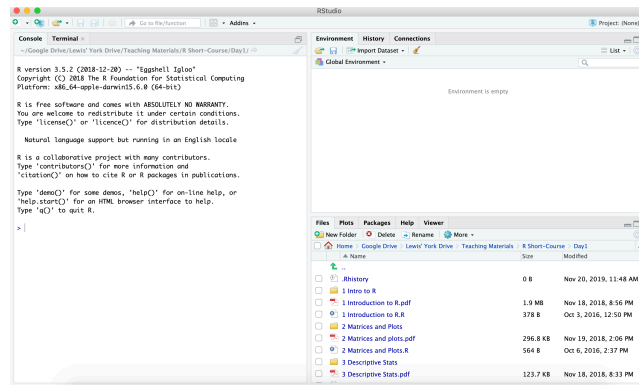 RStudio
Go to file/function
Addins
Project: (None)
Console Terminal
~/Google Drive/Lewis' York Drive/Teaching Materials/R Short-Course/Day1/
R version 3.5.2 (2018-12-20) -- "Eggshell Igloo"
Copyright (C) 2018 The R Foundation for Statistical Computing
Platform: x86_64-apple-darwin15.6.0 (64-bit)
R is free software and comes with ABSOLUTELY NO WARRANTY.
You are welcome to redistribute it under certain conditions.
Type 'license()' or 'licence()' for distribution details.
Natural language support but running in an English locale
R is a collaborative project with many contributors.
Type 'contributors()' for more information and
'citation()' on how to cite R or R packages in publications.
Type 'demo()' for some demos, 'help()' for on-line help, or
'help.start()' for an HTML browser interface to help.
Type 'q()' to quit R.
>
Environment History Connections
Import Dataset
List
Global Environment
Environment is empty
Files Plots Packages Help Viewer
New Folder Delete Rename More
Home Google Drive Lewis' York Drive Teaching Materials R Short-Course Day1
Name Size Modified
..
.Rhistory 0 B Nov 20, 2019, 11:48 AM
1 Intro to R
1 Introduction to R.pdf 1.9 MB Nov 18, 2018, 8:56 PM
1 Introduction to R.R 378 B Oct 3, 2016, 12:50 PM
2 Matrices and Plots
2 Matrices and plots.pdf 296.8 KB Nov 19, 2018, 2:06 PM
2 Matrices and Plots.R 564 B Oct 6, 2016, 2:37 PM
3 Descriptive Stats
3 Descriptive Stats.pdf 123.7 KB Nov 18, 2018, 8:33 PM